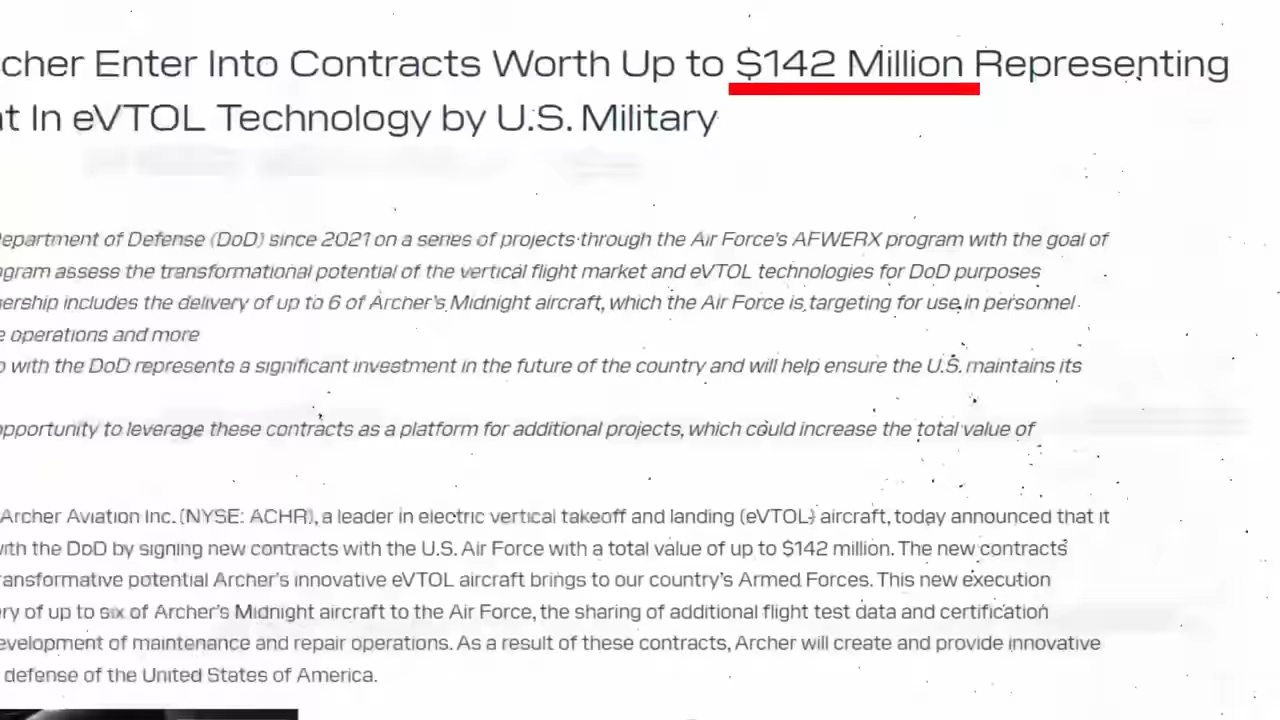 cher Enter Into Contracts Worth Up to $142 Million Representing
t In eVTOL Technology by U.S. Military
epartment of Defense (DoD) since 2021 on a series of projects through the Air Force's AFWERX program with the goal of
gram assess the transformational potential of the vertical flight market and eVTOL technologies for DoD purposes
ership includes the delivery of up to 6 of Archer's Midnight aircraft, which the Air Force is targeting for use in personnel
e operations and more
with the DoD represents a significant investment in the future of the country and will help ensure the U.S. maintains its
pportunity to leverage these contracts as a platform for additional projects, which could increase the total value of
Archer Aviation Inc. (NYSE: ACHR), a leader in electric vertical takeoff and landing (eVTOL) aircraft, today announced that it
ith the DoD by signing new contracts with the U.S. Air Force with a total value of up to $142 million. The new contracts
ransformative potential Archer's innovative eVTOL aircraft brings to our country's Armed Forces. This new execution
ry of up to six of Archer's Midnight aircraft to the Air Force, the sharing of additional flight test data and certification
evelopment of maintenance and repair operations. As a result of these contracts, Archer will create and provide innovative
defense of the United States of America.